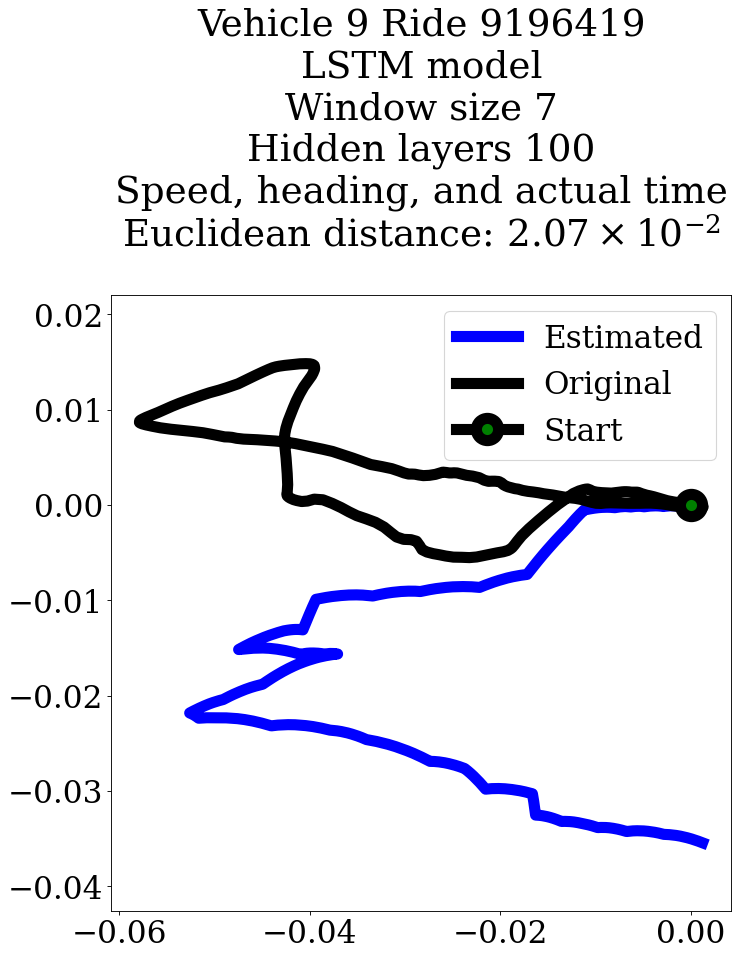 Vehicle 9 Ride 9196419
LSTM model
Window size 7
Hidden layers 100
Speed, heading, and actual time
Euclidean distance: 2.07 × 10⁻²
Estimated
Original
Start
0.02
0.01
0.00
−0.01
−0.02
−0.03
−0.04
−0.06
−0.04
−0.02
0.00